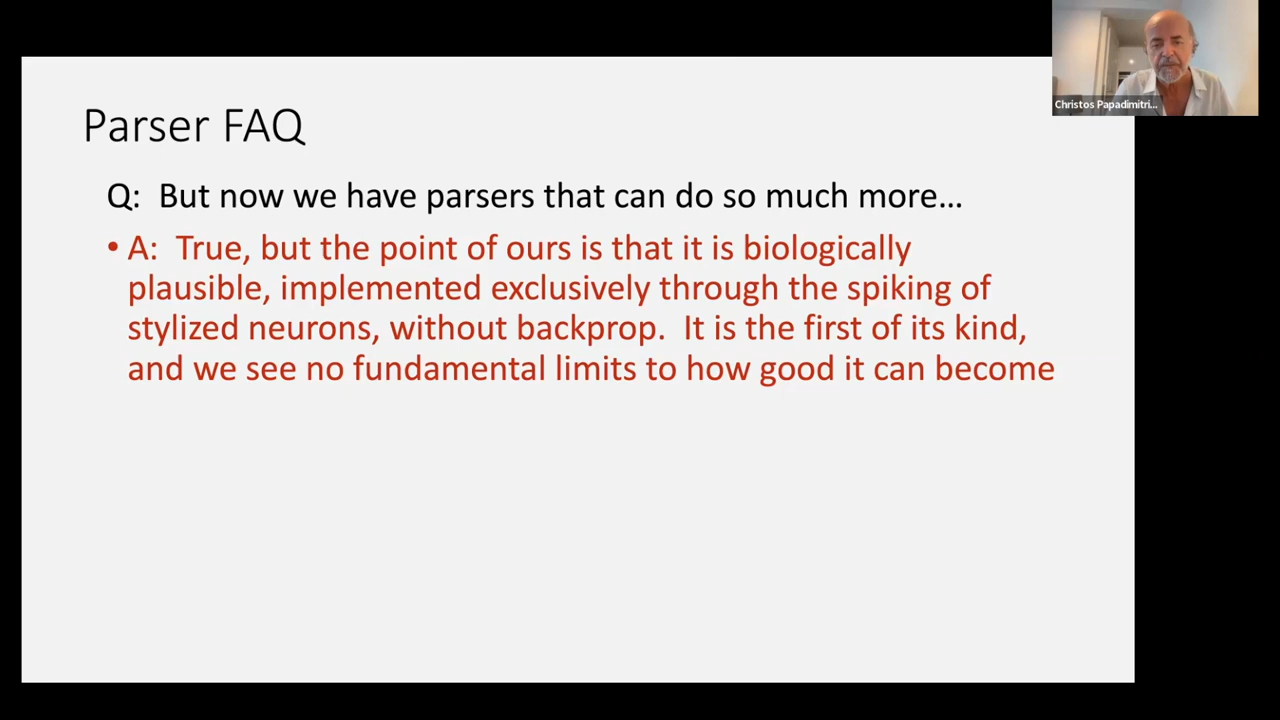 Christos Papadimitri...
Parser FAQ
Q: But now we have parsers that can do so much more…
• A: True, but the point of ours is that it is biologically
plausible, implemented exclusively through the spiking of
stylized neurons, without backprop. It is the first of its kind,
and we see no fundamental limits to how good it can become